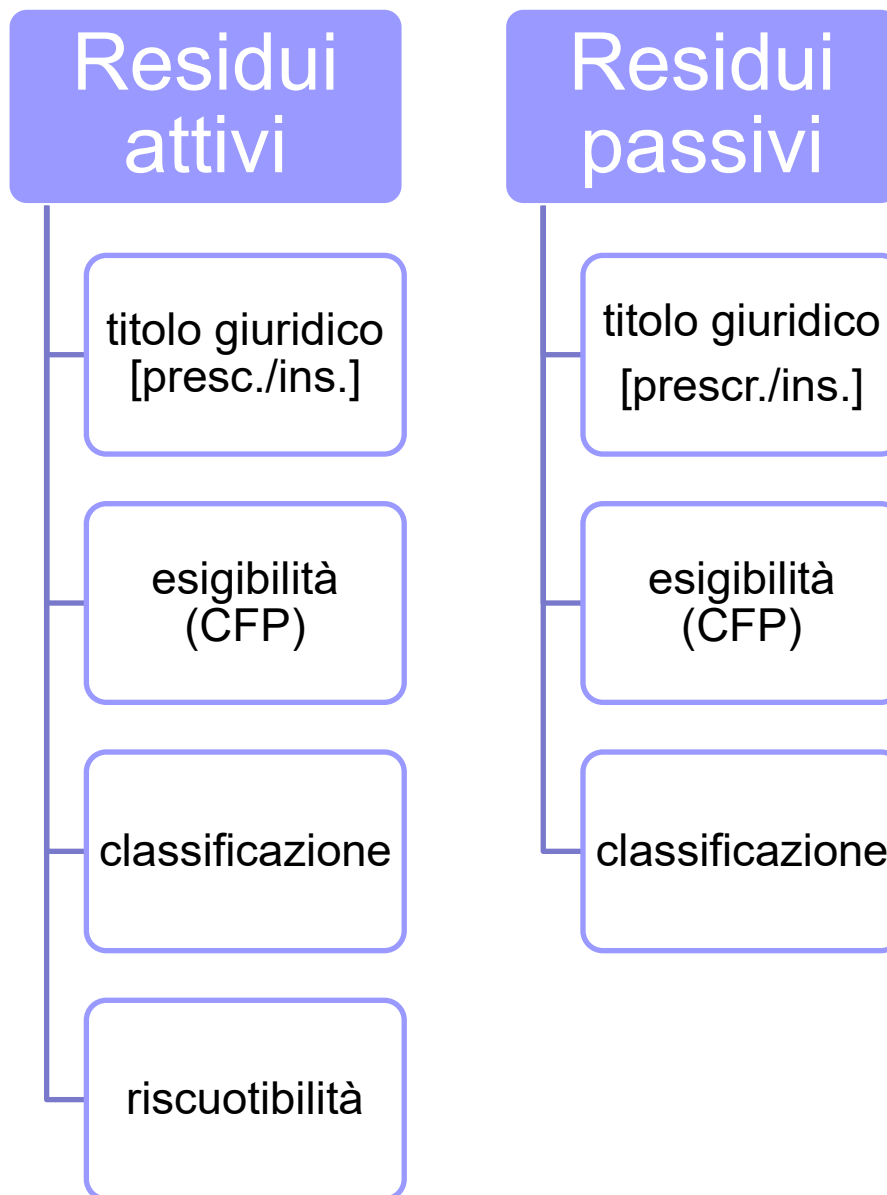 Residui
attivi
titolo giuridico
[presc./ins.]
esigibilità
(CFP)
classificazione
riscuotibilità
Residui
passivi
titolo giuridico
[prescr./ins.]
esigibilità
(CFP)
classificazione